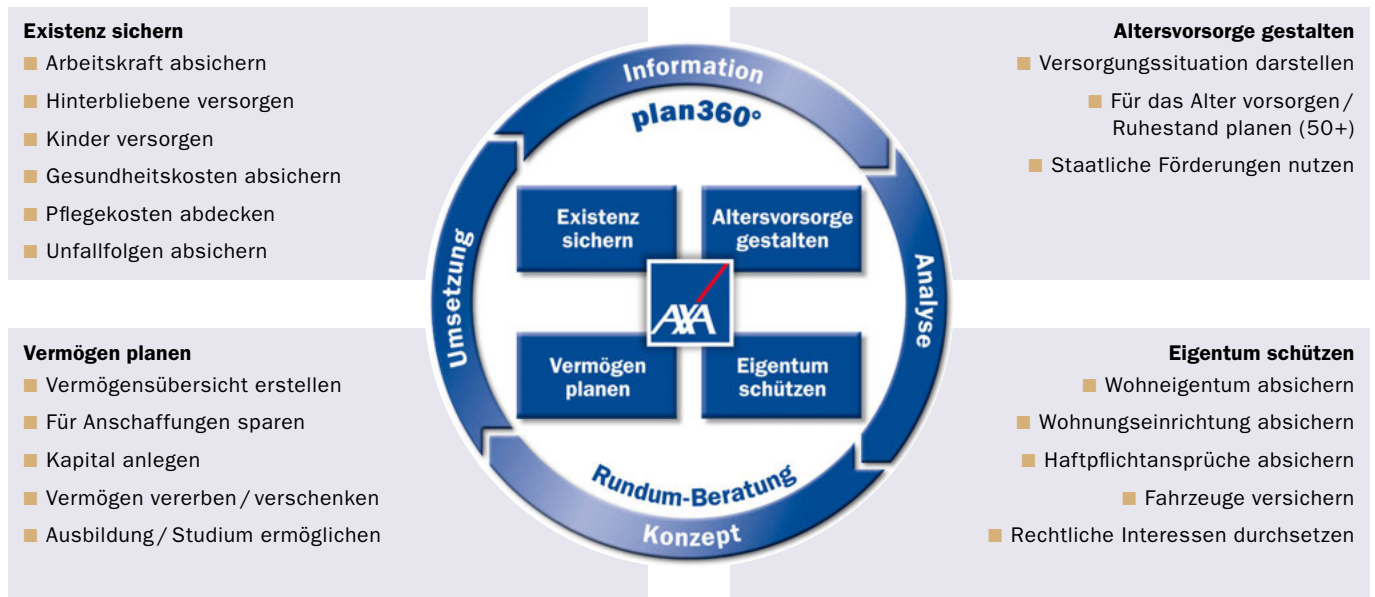 Existenz sichern
■ Arbeitskraft absichern
■ Hinterbliebene versorgen
■ Kinder versorgen
■ Gesundheitskosten absichern
■ Pflegekosten abdecken
■ Unfallfolgen absichern
Altersvorsorge gestalten
■ Versorgungssituation darstellen
■ Für das Alter vorsorgen /
Ruhestand planen (50+)
■ Staatliche Förderungen nutzen
Information
plan360°
Umsetzung
Analyse
Existenz
sichern
Altersvorsorge
gestalten
AXA
Vermögen
planen
Eigentum
schützen
Rundum-Beratung
Konzept
Vermögen planen
■ Vermögensübersicht erstellen
■ Für Anschaffungen sparen
■ Kapital anlegen
■ Vermögen vererben / verschenken
■ Ausbildung / Studium ermöglichen
Eigentum schützen
■ Wohneigentum absichern
■ Wohnungseinrichtung absichern
■ Haftpflichtansprüche absichern
■ Fahrzeuge versichern
■ Rechtliche Interessen durchsetzen